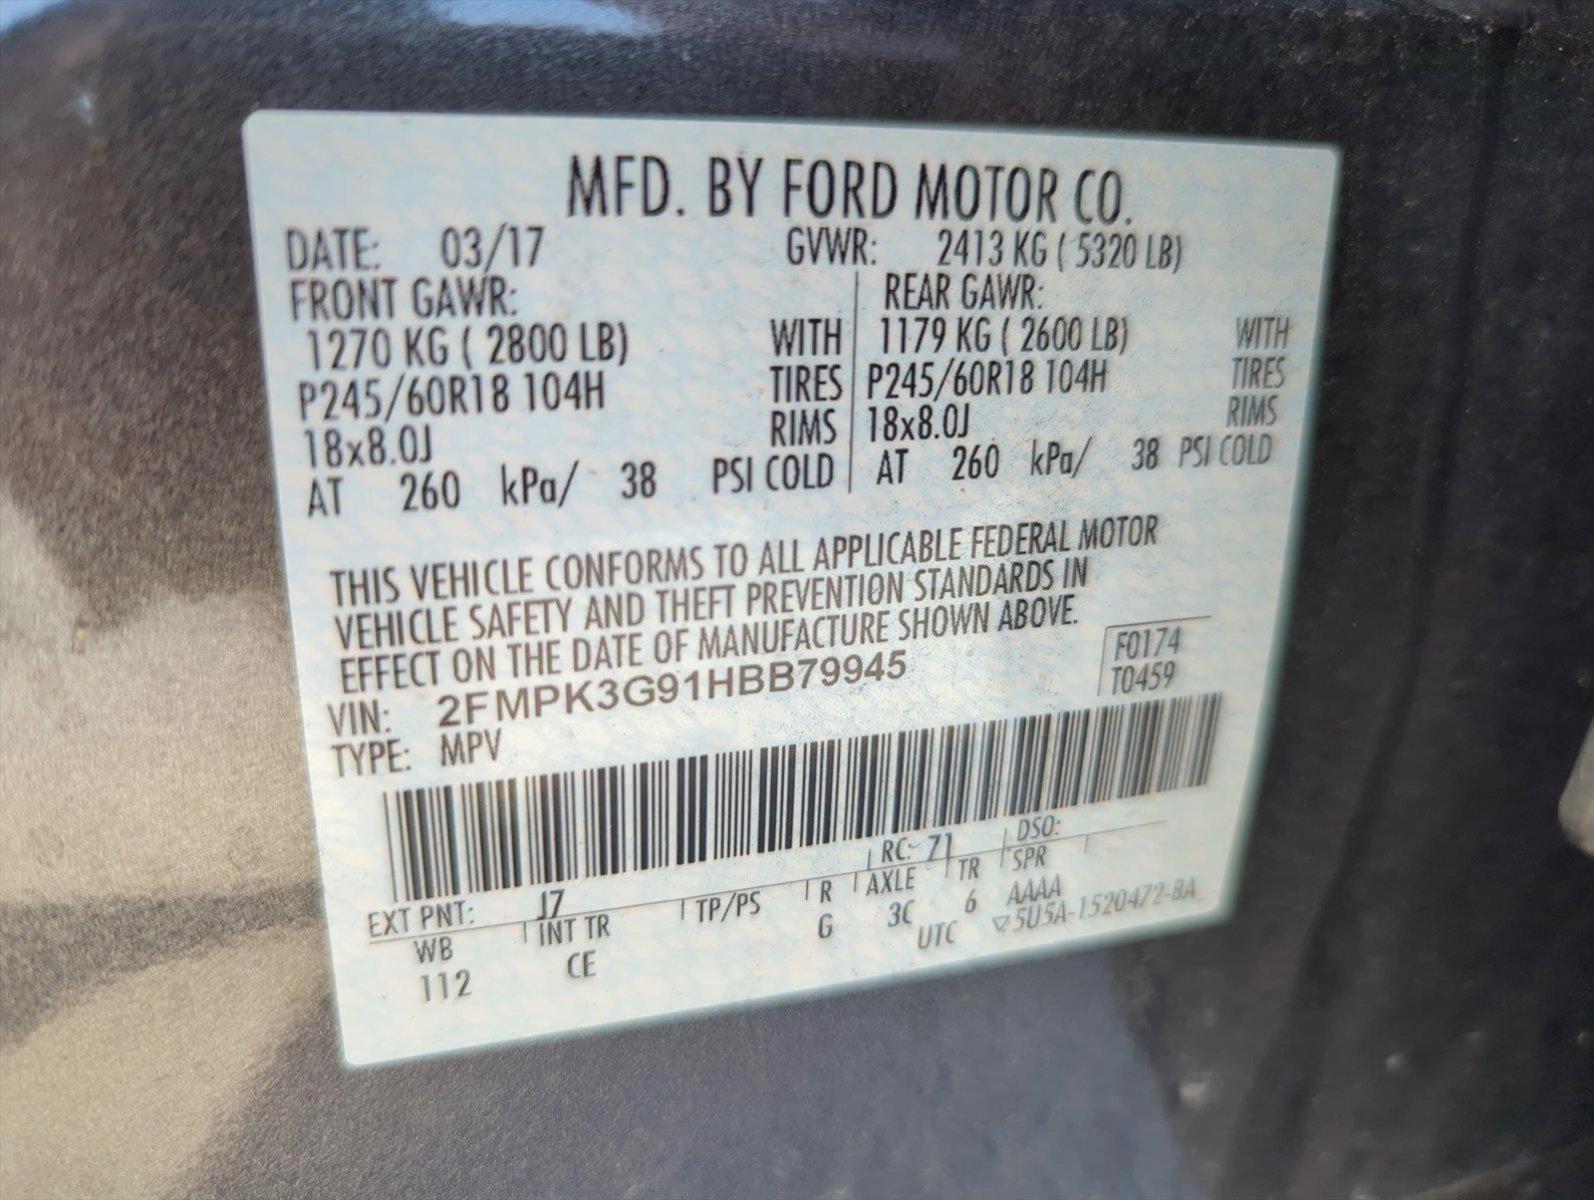 MFD. BY FORD MOTOR CO.
DATE: 03/17 GVWR: 2413 KG ( 5320 LB)
FRONT GAWR: REAR GAWR:
1270 KG ( 2800 LB) WITH 1179 KG ( 2600 LB) WITH
P245/60R18 104H TIRES P245/60R18 104H TIRES
18x8.0J RIMS 18x8.0J RIMS
AT 260 kPa/ 38 PSI COLD AT 260 kPa/ 38 PSI COLD
THIS VEHICLE CONFORMS TO ALL APPLICABLE FEDERAL MOTOR
VEHICLE SAFETY AND THEFT PREVENTION STANDARDS IN
EFFECT ON THE DATE OF MANUFACTURE SHOWN ABOVE.
F0174
VIN: 2FMPK3G91HBB79945
T0459
TYPE: MPV
EXT PNT: J7 RC: 71 DSO:
WB INT TR TP/PS R AXLE TR SPR
112 CE G 3C 6 AAAA
UTC 5U5A-1520472-BA